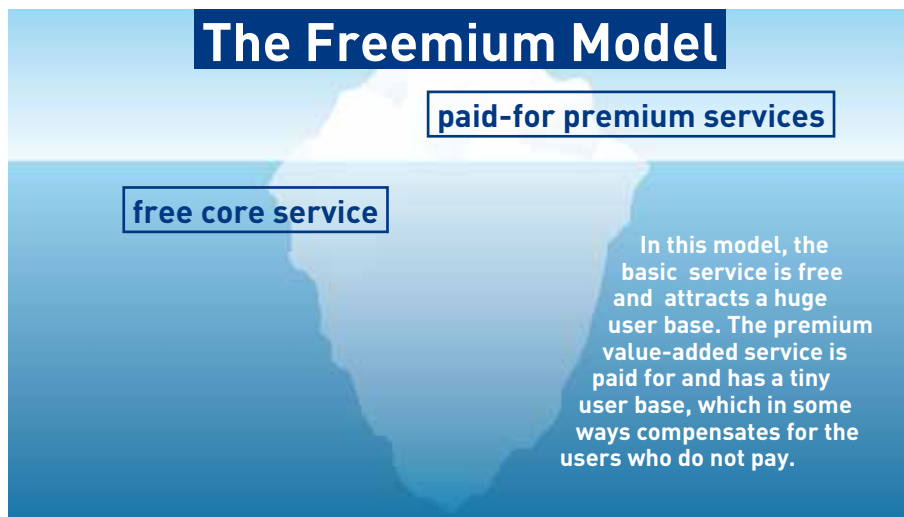 The Freemium Model
paid-for premium services
free core service
In this model, the
basic service is free
and attracts a huge
user base. The premium
value-added service is
paid for and has a tiny
user base, which in some
ways compensates for the
users who do not pay.